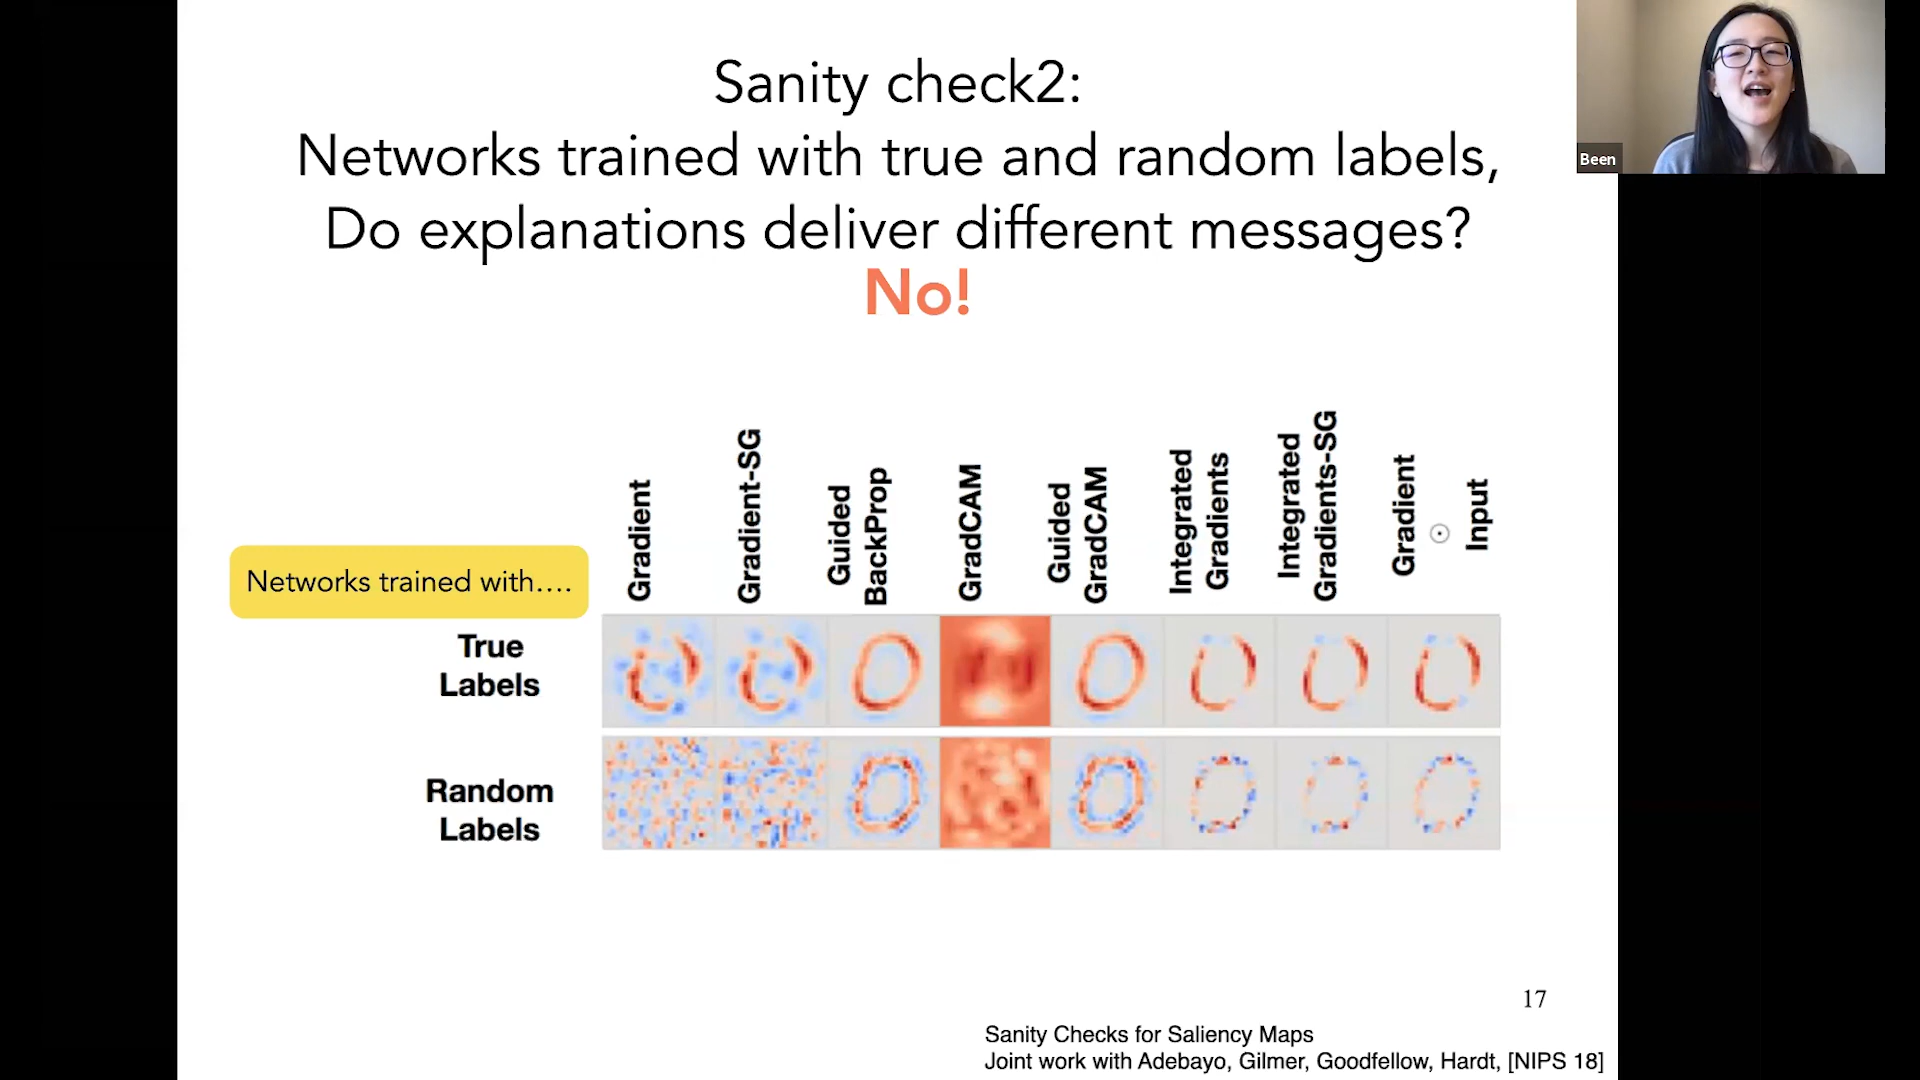 Sanity check2:
Networks trained with true and random labels,
Do explanations deliver different messages?
No!
Been
Gradient
Gradient-SG
Guided
BackProp
GradCAM
Guided
GradCAM
Integrated
Gradients
Integrated
Gradients-SG
Gradient
⊙
Input
Networks trained with....
True
Labels
Random
Labels
17
Sanity Checks for Saliency Maps
Joint work with Adebayo, Gilmer, Goodfellow, Hardt, [NIPS 18]